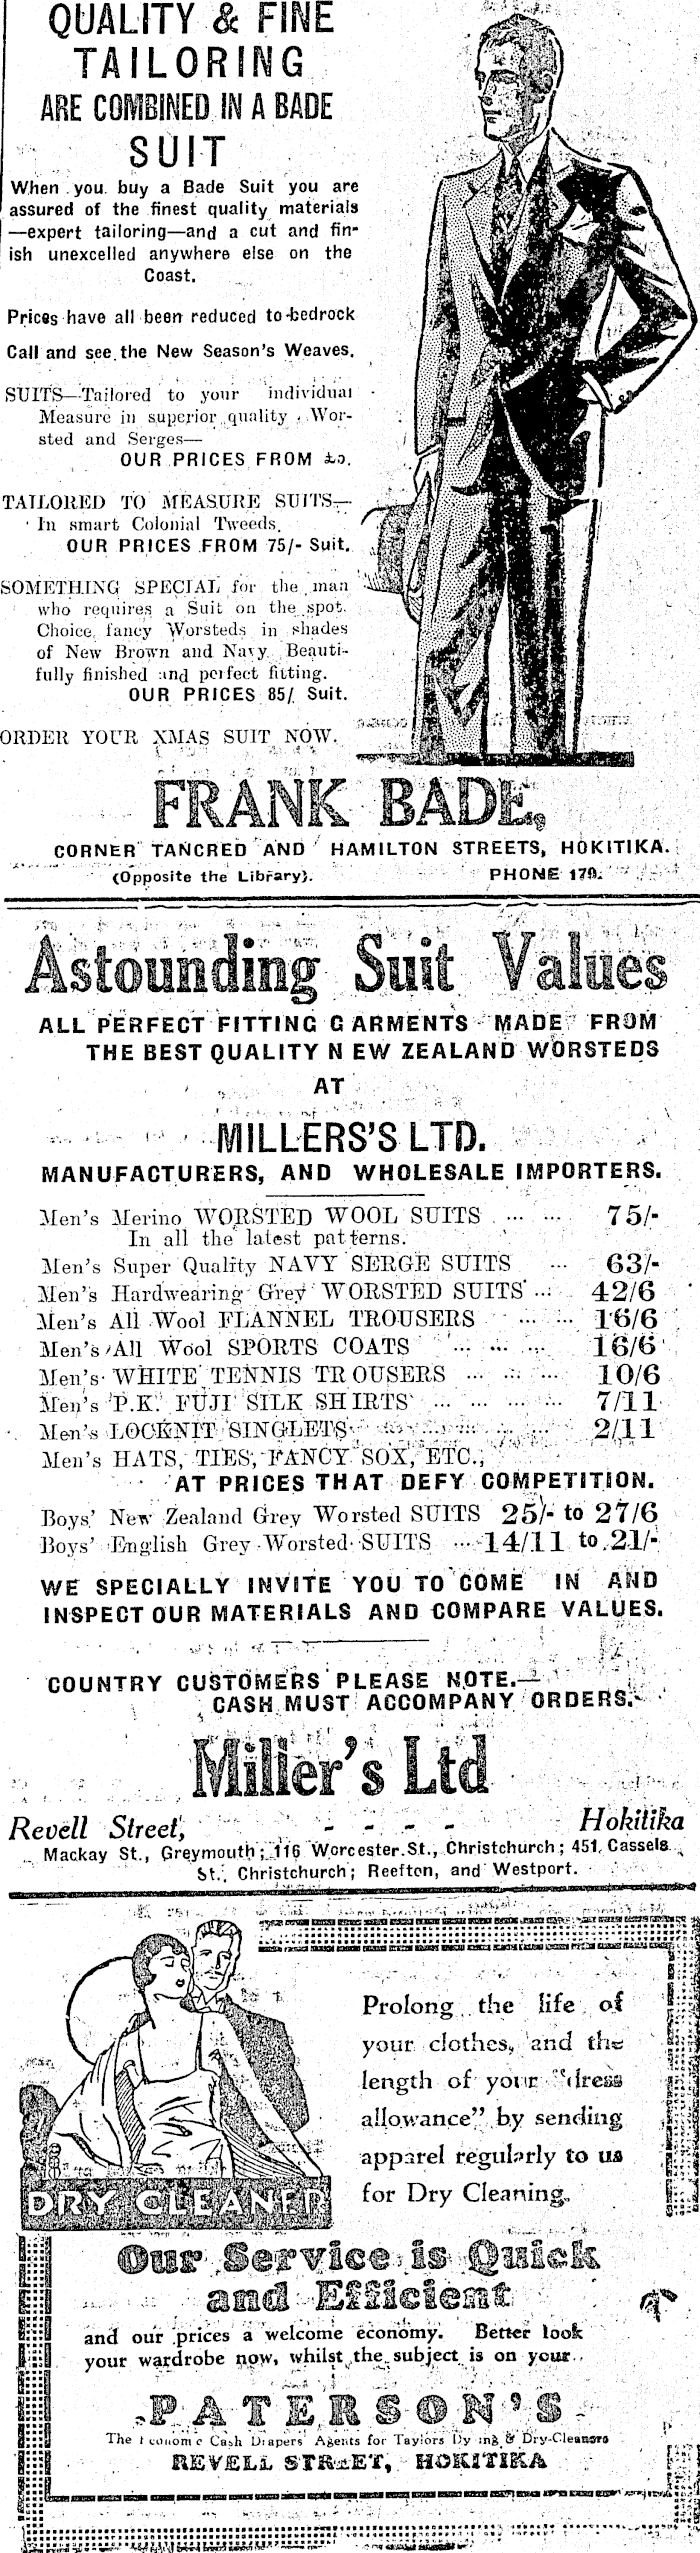 QUALITY & FINE
TAILORING
ARE COMBINED IN A BADE
SUIT
When you buy a Bade Suit you are
assured of the finest quality materials
—expert tailoring—and a cut and fin-
ish unexcelled anywhere else on the
Coast.
Prices have all been reduced to bedrock
Call and see the New Season's Weaves.
SUITS—Tailored to your individual
Measure in superior quality Wor-
sted and Serges—
OUR PRICES FROM
TAILORED TO MEASURE SUITS—
In smart Colonial Tweeds.
OUR PRICES FROM 75/- Suit.
SOMETHING SPECIAL for the man
who requires a Suit on the spot.
Choice fancy Worsteds in shades
of New Brown and Navy. Beauti-
fully finished and perfect fitting.
OUR PRICES 85/ Suit.
ORDER YOUR XMAS SUIT NOW.
FRANK BADE,
CORNER TANCRED AND HAMILTON STREETS, HOKITIKA.
(Opposite the Library). PHONE 179.
Astounding Suit Values
ALL PERFECT FITTING GARMENTS MADE FROM
THE BEST QUALITY NEW ZEALAND WORSTEDS
AT
MILLERS'S LTD.
MANUFACTURERS, AND WHOLESALE IMPORTERS.
Men's Merino WORSTED WOOL SUITS ... ... 75/-
In all the latest patterns.
Men's Super Quality NAVY SERGE SUITS ... 63/-
Men's Hardwearing Grey WORSTED SUITS ... 42/6
Men's All Wool FLANNEL TROUSERS ... ... 16/6
Men's All Wool SPORTS COATS ... ... ... 16/6
Men's WHITE TENNIS TROUSERS ... ... ... 10/6
Men's P.K. FUJI SILK SHIRTS ... ... ... 7/11
Men's LOCKNIT SINGLETS ... ... ... 2/11
Men's HATS, TIES, FANCY SOX, ETC.,
AT PRICES THAT DEFY COMPETITION.
Boys' New Zealand Grey Worsted SUITS 25/- to 27/6
Boys' English Grey Worsted SUITS ... 14/11 to 21/-
WE SPECIALLY INVITE YOU TO COME IN AND
INSPECT OUR MATERIALS AND COMPARE VALUES.
COUNTRY CUSTOMERS PLEASE NOTE.—
CASH MUST ACCOMPANY ORDERS.
Miller's Ltd
Revell Street, - - - - Hokitika
Mackay St., Greymouth; 116 Worcester St., Christchurch; 451 Cassels
St., Christchurch; Reefton, and Westport.
DRY CLEANED
Prolong the life of
your clothes, and the
length of your "dress
allowance" by sending
apparel regularly to us
for Dry Cleaning.
Our Service is Quick
and Efficient
and our prices a welcome economy. Better look
your wardrobe now, whilst the subject is on your
PATERSON'S
The Economic Cash Drapers Agents for Taylors Dying & Dry-Cleaners
REVELL STREET, HOKITIKA